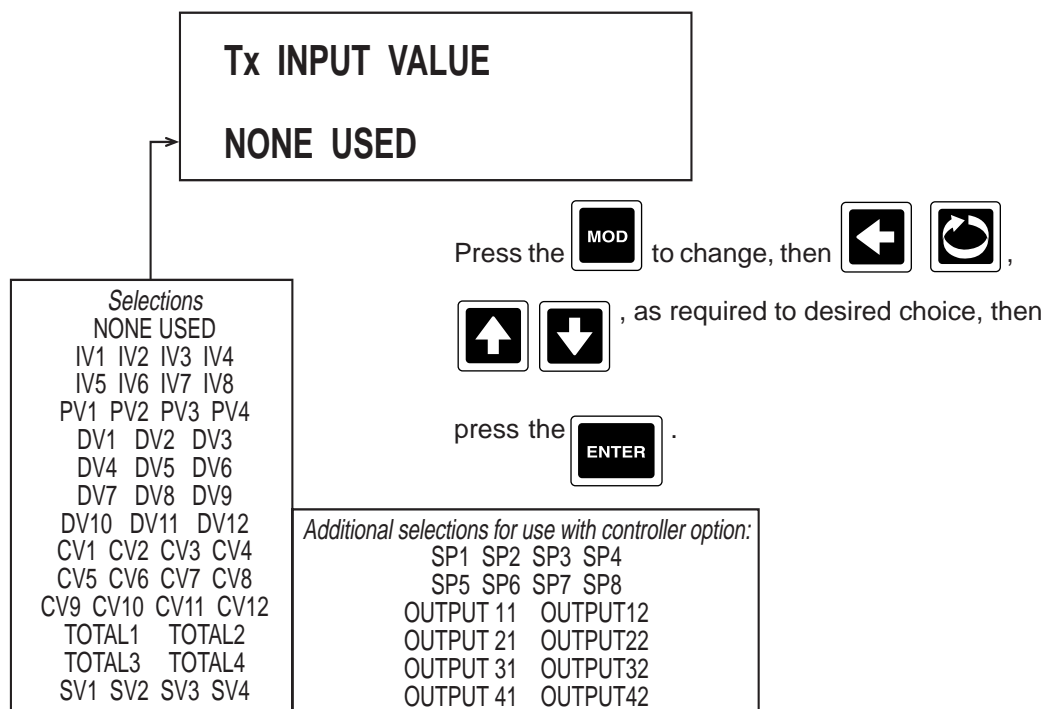 Tx INPUT VALUE
NONE USED
Press the MOD to change, then ,
, as required to desired choice, then
press the ENTER .
Selections
NONE USED
IV1 IV2 IV3 IV4
IV5 IV6 IV7 IV8
PV1 PV2 PV3 PV4
DV1 DV2 DV3
DV4 DV5 DV6
DV7 DV8 DV9
DV10 DV11 DV12
CV1 CV2 CV3 CV4
CV5 CV6 CV7 CV8
CV9 CV10 CV11 CV12
TOTAL1 TOTAL2
TOTAL3 TOTAL4
SV1 SV2 SV3 SV4
Additional selections for use with controller option:
SP1 SP2 SP3 SP4
SP5 SP6 SP7 SP8
OUTPUT 11 OUTPUT12
OUTPUT 21 OUTPUT22
OUTPUT 31 OUTPUT32
OUTPUT 41 OUTPUT42